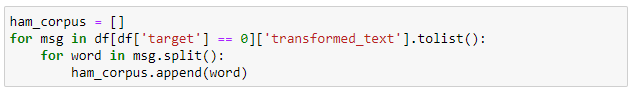 ham_corpus = []
for msg in df[df['target'] == 0]['transformed_text'].tolist():
    for word in msg.split():
        ham_corpus.append(word)